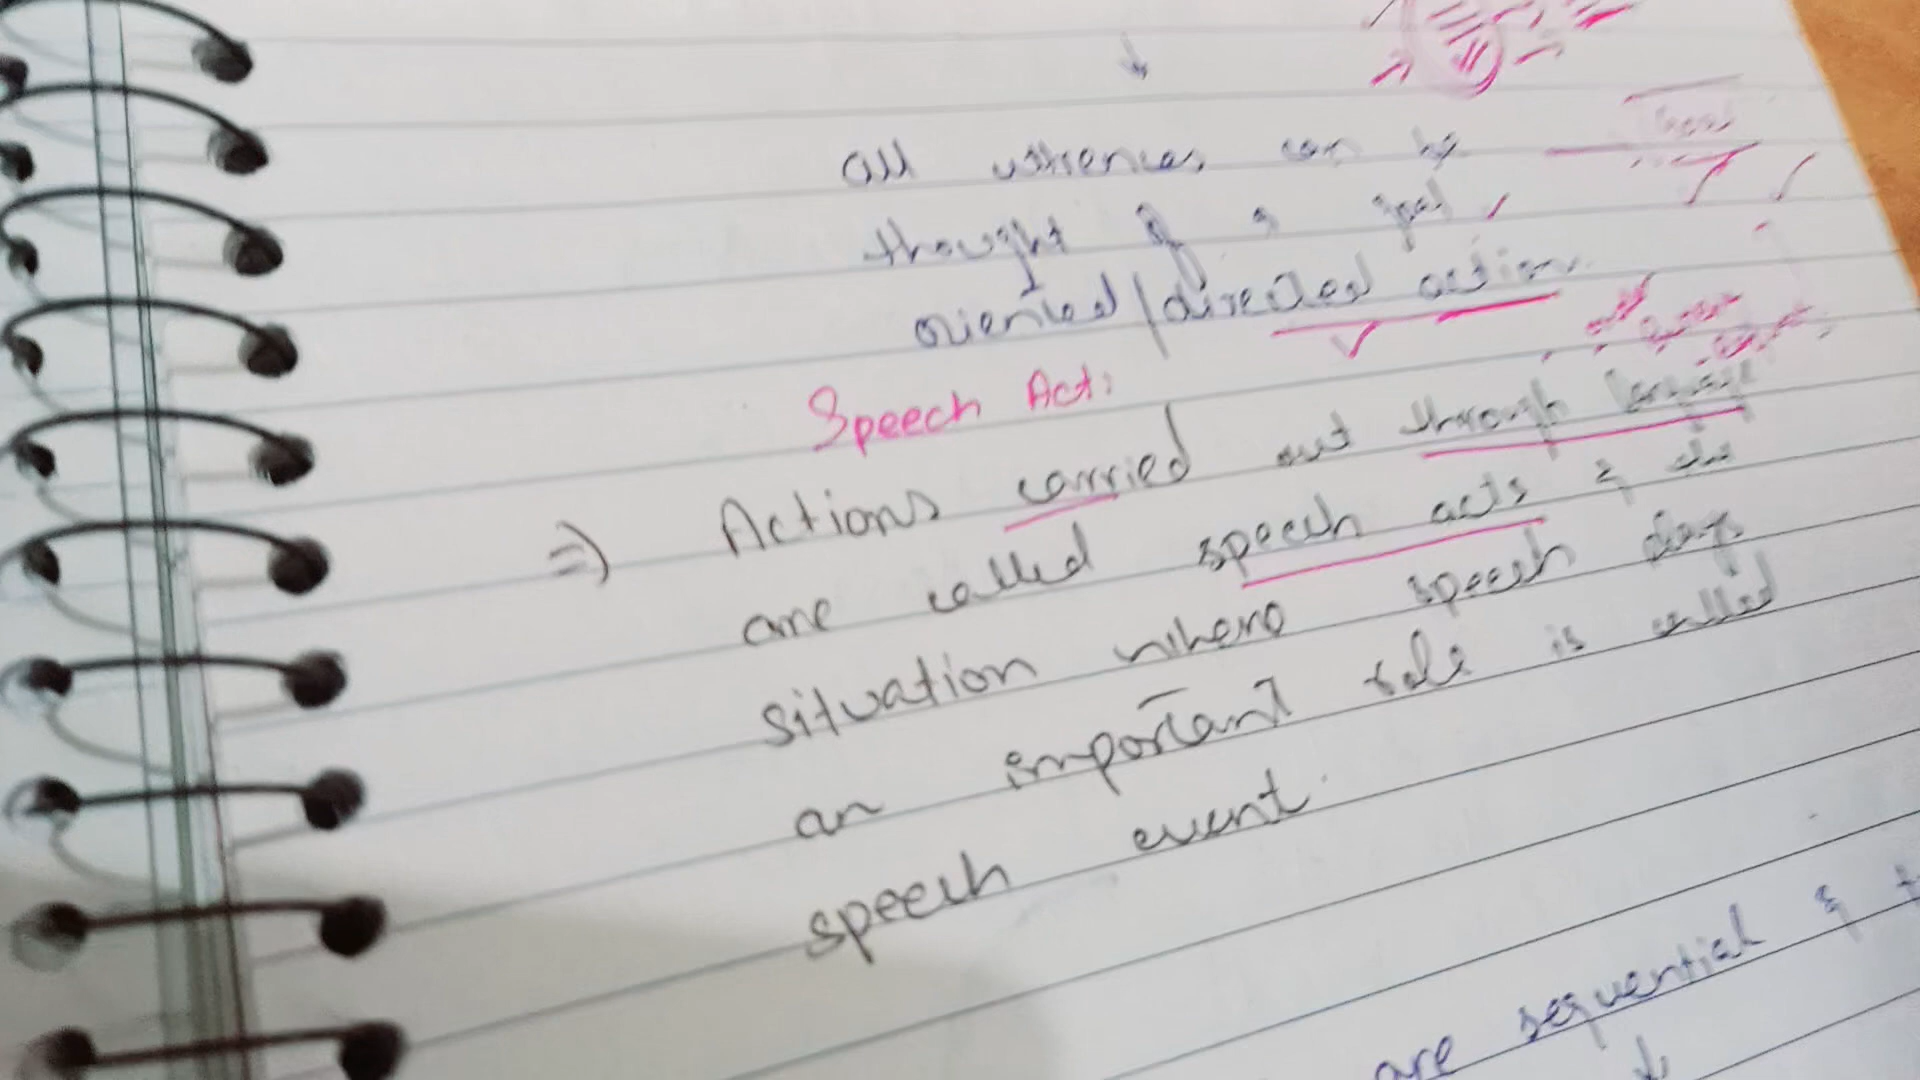 all utterances can be
thought of a goal
oriented/directed action.
Speech Act:
⇒ Actions carried out through language
are called speech acts & the
situation where speech plays
an important role is called
speech event.
are sequential &